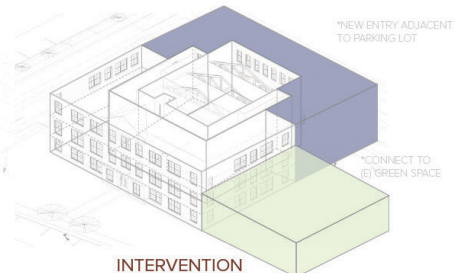 *NEW ENTRY ADJACENT
TO PARKING LOT
*CONNECT TO
(E) GREEN SPACE
INTERVENTION